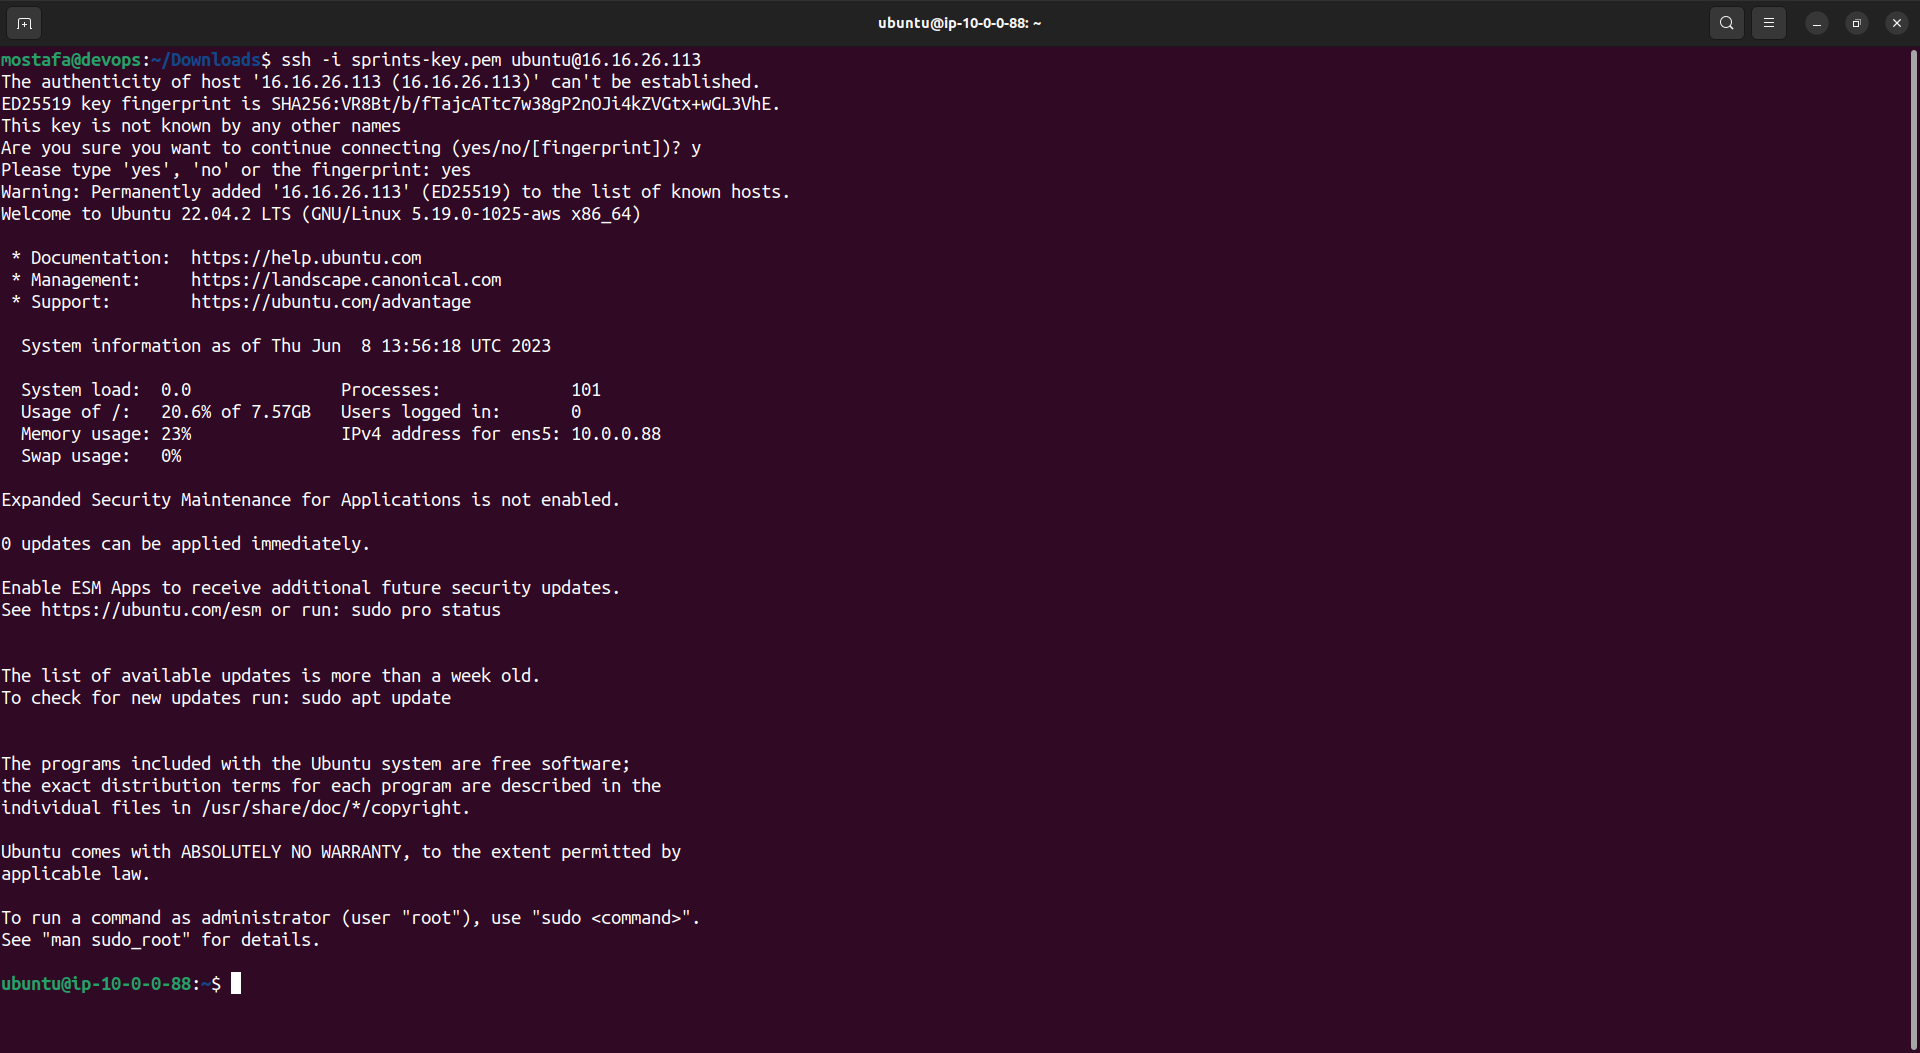 ubuntu@ip-10-0-0-88: ~
mostafa@devops:~/Downloads$ ssh -i sprints-key.pem ubuntu@16.16.26.113
The authenticity of host '16.16.26.113 (16.16.26.113)' can't be established.
ED25519 key fingerprint is SHA256:VR8Bt/b/fTajcATtc7w38gP2nOJi4kZVGtx+wGL3VhE.
This key is not known by any other names
Are you sure you want to continue connecting (yes/no/[fingerprint])? y
Please type 'yes', 'no' or the fingerprint: yes
Warning: Permanently added '16.16.26.113' (ED25519) to the list of known hosts.
Welcome to Ubuntu 22.04.2 LTS (GNU/Linux 5.19.0-1025-aws x86_64)

 * Documentation:  https://help.ubuntu.com
 * Management:     https://landscape.canonical.com
 * Support:        https://ubuntu.com/advantage

  System information as of Thu Jun  8 13:56:18 UTC 2023

  System load:  0.0               Processes:             101
  Usage of /:   20.6% of 7.57GB   Users logged in:       0
  Memory usage: 23%               IPv4 address for ens5: 10.0.0.88
  Swap usage:   0%

Expanded Security Maintenance for Applications is not enabled.

0 updates can be applied immediately.

Enable ESM Apps to receive additional future security updates.
See https://ubuntu.com/esm or run: sudo pro status


The list of available updates is more than a week old.
To check for new updates run: sudo apt update


The programs included with the Ubuntu system are free software;
the exact distribution terms for each program are described in the
individual files in /usr/share/doc/*/copyright.

Ubuntu comes with ABSOLUTELY NO WARRANTY, to the extent permitted by
applicable law.

To run a command as administrator (user "root"), use "sudo <command>".
See "man sudo_root" for details.

ubuntu@ip-10-0-0-88:~$